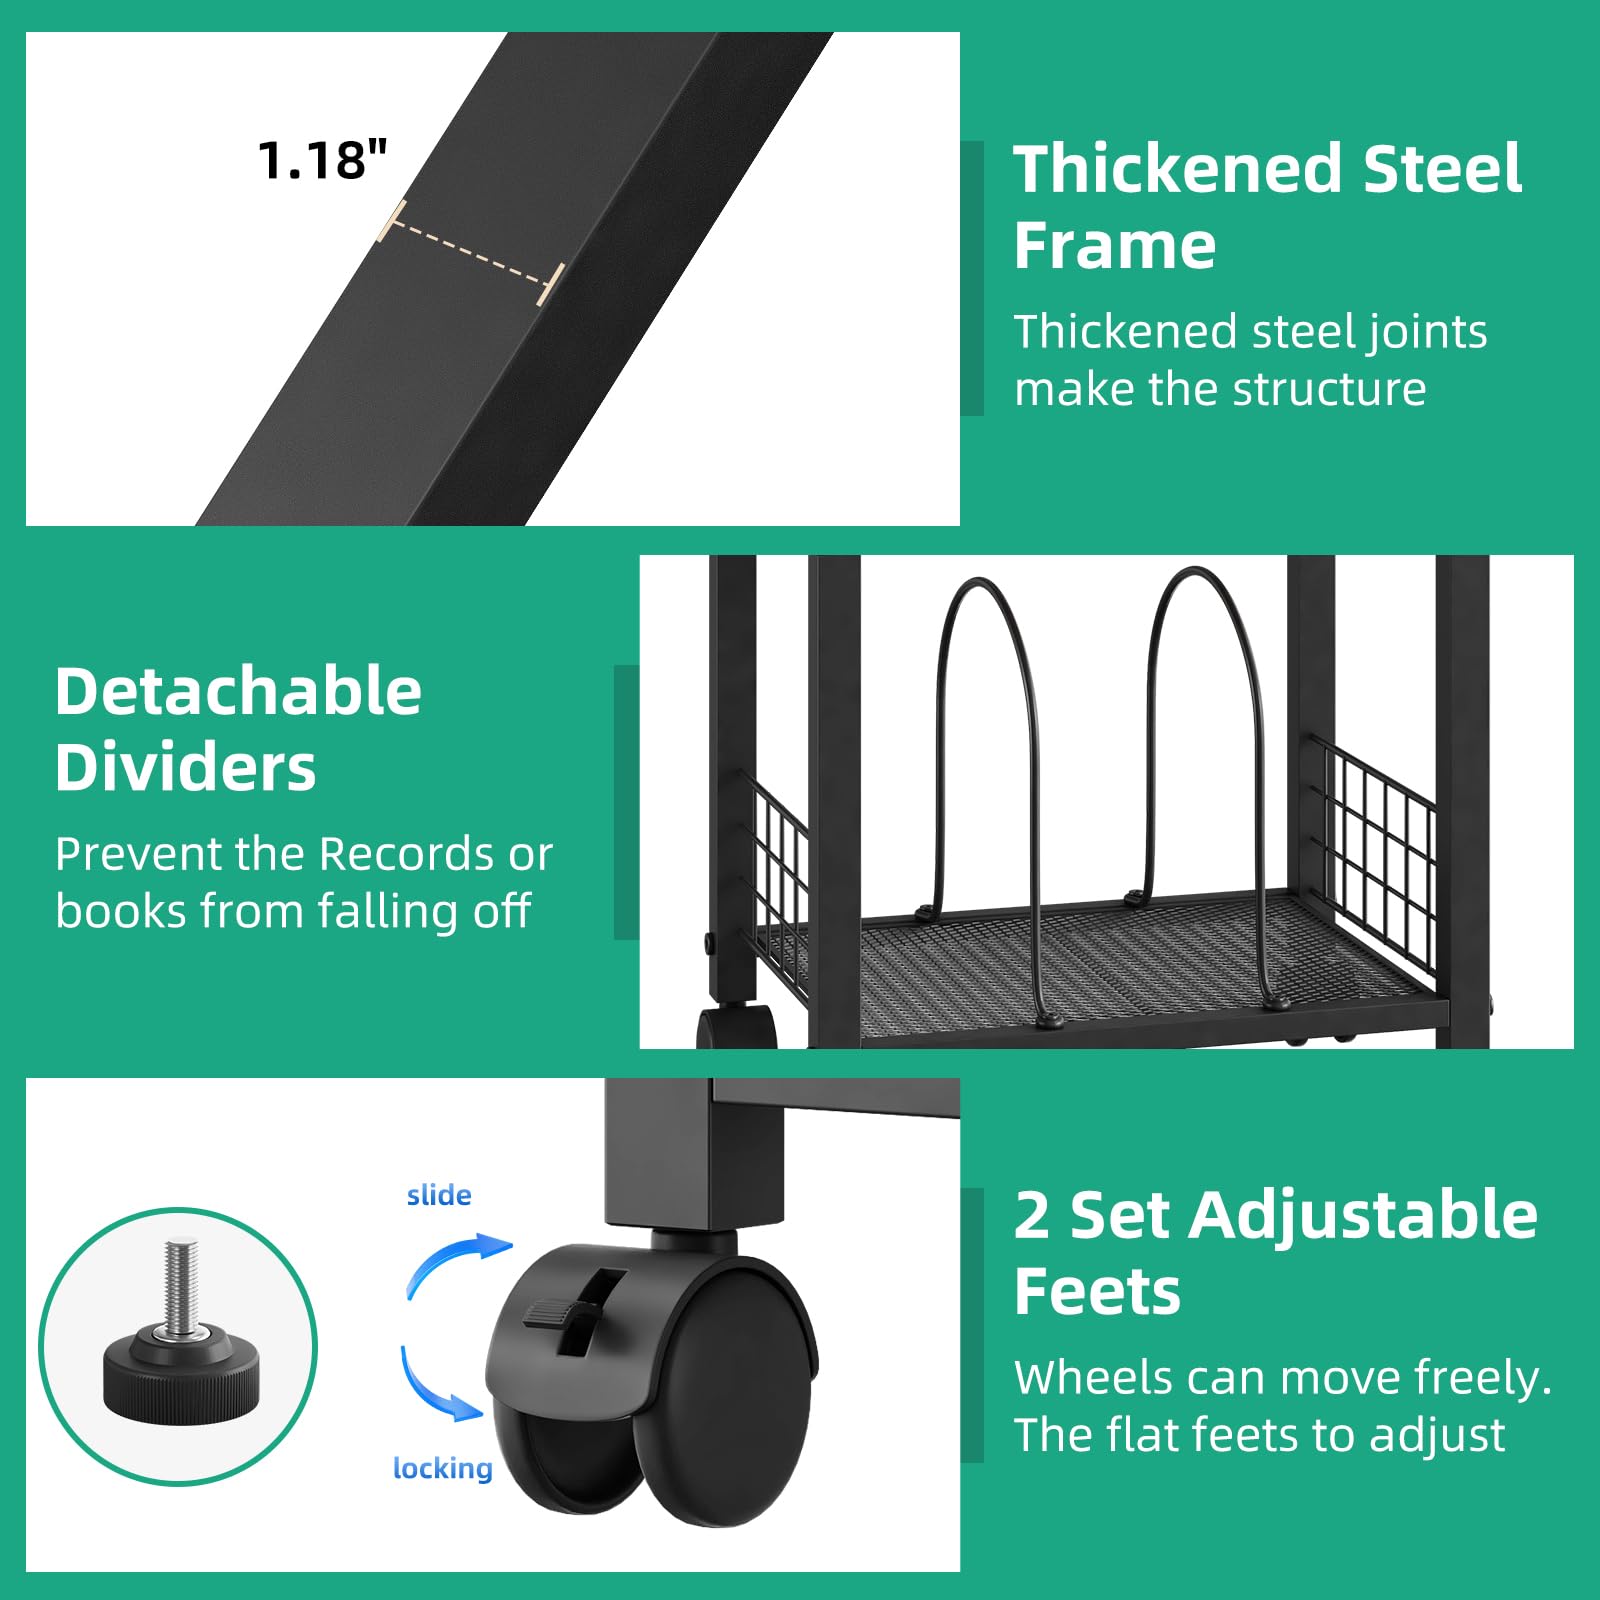 1.18"
Thickened Steel
Frame
Thickened steel joints
make the structure
Detachable
Dividers
Prevent the Records or
books from falling off
slide
locking
2 Set Adjustable
Feets
Wheels can move freely.
The flat feets to adjust